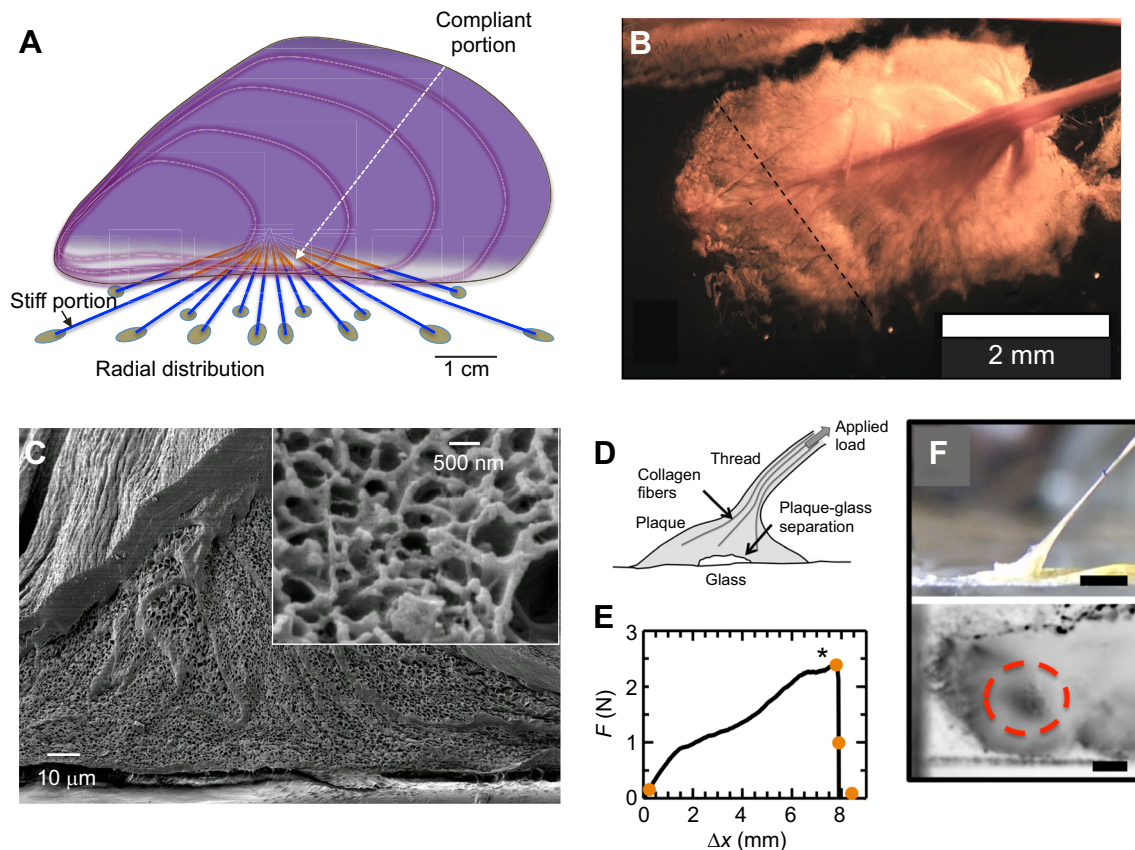 A
Compliant
portion
Stiff portion
Radial distribution
1 cm
B
2 mm
C
500 nm
10 μm
D
Applied
load
Thread
Collagen
fibers
Plaque
Plaque-glass
separation
Glass
E
F (N)
3
2
1
0
*
0 2 4 6 8
Δx (mm)
F